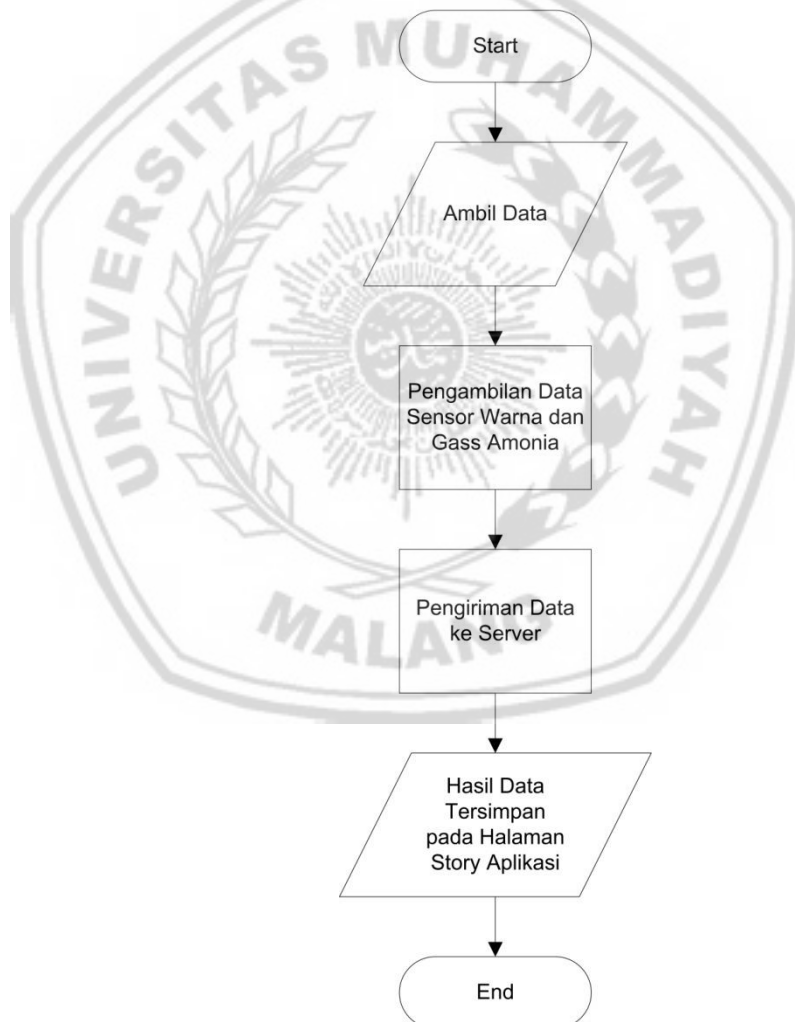 UNIVERSITAS MUHAMMADIYAH
MALANG
Start
Ambil Data
Pengambilan Data
Sensor Warna dan
Gass Amonia
Pengiriman Data
ke Server
Hasil Data
Tersimpan
pada Halaman
Story Aplikasi
End